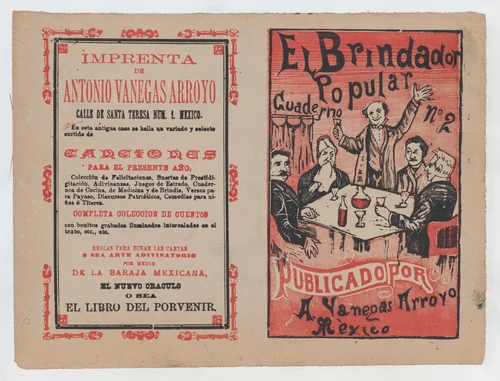 IMPRENTA
DE
ANTONIO VANEGAS ARROYO
CALLE DE SANTA TERESA NUM. 1. MEXICO.
En esta antigua casa se halla un variado y selecto
surtido de
CANCIONES
PARA EL PRESENTE AÑO,
Colección de Felicitaciones, Suertes de Prestidi-
gitación, Adivinanzas, Juegos de Estrado, Cuader-
nos de Cocina, de Medicina y de Brindis, Versos pa-
ra Payaso, Discursos Patrióticos, Comedias para ni-
ños ó Títeres.
COMPLETA COLECCION DE CUENTOS
con bonitos grabados iluminados intercalados en el
texto, etc., etc.
REGLAS PARA ECHAR LAS CARTAS
O SEA ARTE ADIVINATORIO
POR MEDIO
DE LA BARAJA MEXICANA,
EL NUEVO ORACULO
O SEA
EL LIBRO DEL PORVENIR.
El Brindador
Popular
Cuaderno nº 2
PUBLICADO POR
A. Vanegas Arroyo
Mèxico